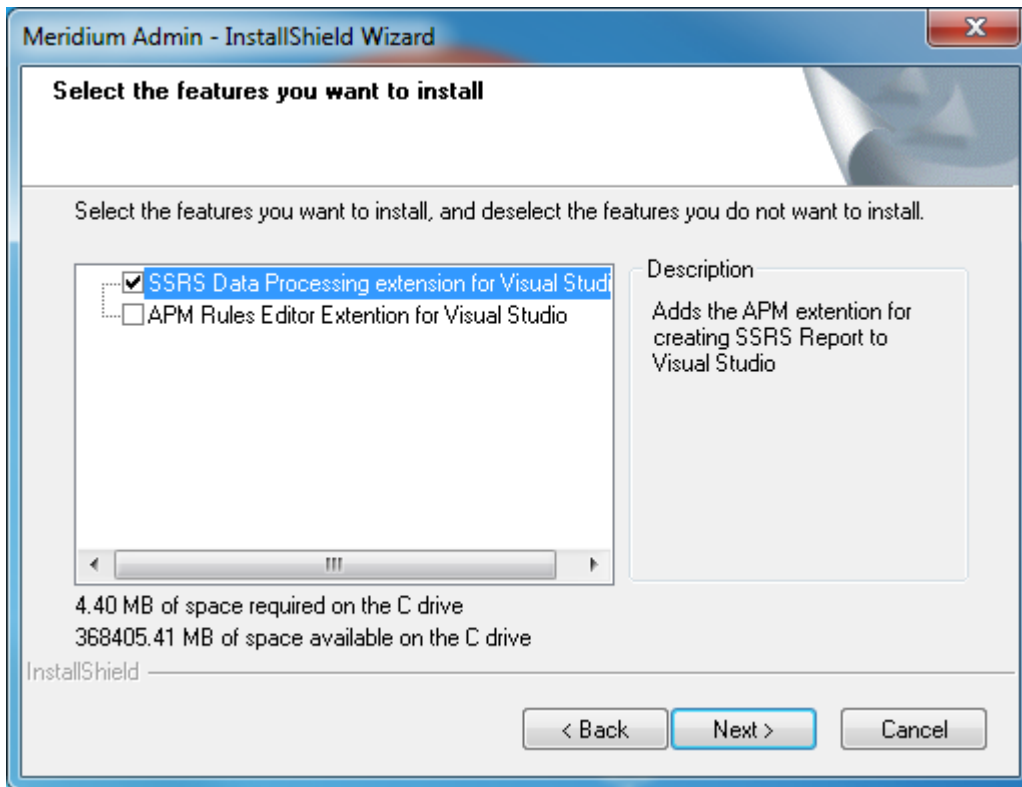 Meridium Admin - InstallShield Wizard
Select the features you want to install
Select the features you want to install, and deselect the features you do not want to install.
SSRS Data Processing extension for Visual Studi
APM Rules Editor Extention for Visual Studio
Description
Adds the APM extention for
creating SSRS Report to
Visual Studio
4.40 MB of space required on the C drive
368405.41 MB of space available on the C drive
InstallShield
< Back
Next >
Cancel